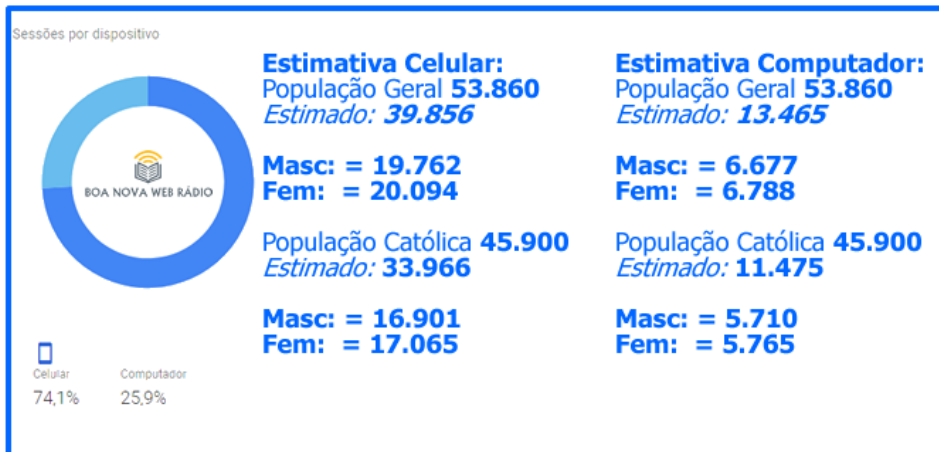 Sessões por dispositivo
BOA NOVA WEB RÁDIO
Celular
74,1%
Computador
25,9%
Estimativa Celular:
População Geral 53.860
Estimado: 39.856
Masc: = 19.762
Fem: = 20.094
População Católica 45.900
Estimado: 33.966
Masc: = 16.901
Fem: = 17.065
Estimativa Computador:
População Geral 53.860
Estimado: 13.465
Masc: = 6.677
Fem: = 6.788
População Católica 45.900
Estimado: 11.475
Masc: = 5.710
Fem: = 5.765